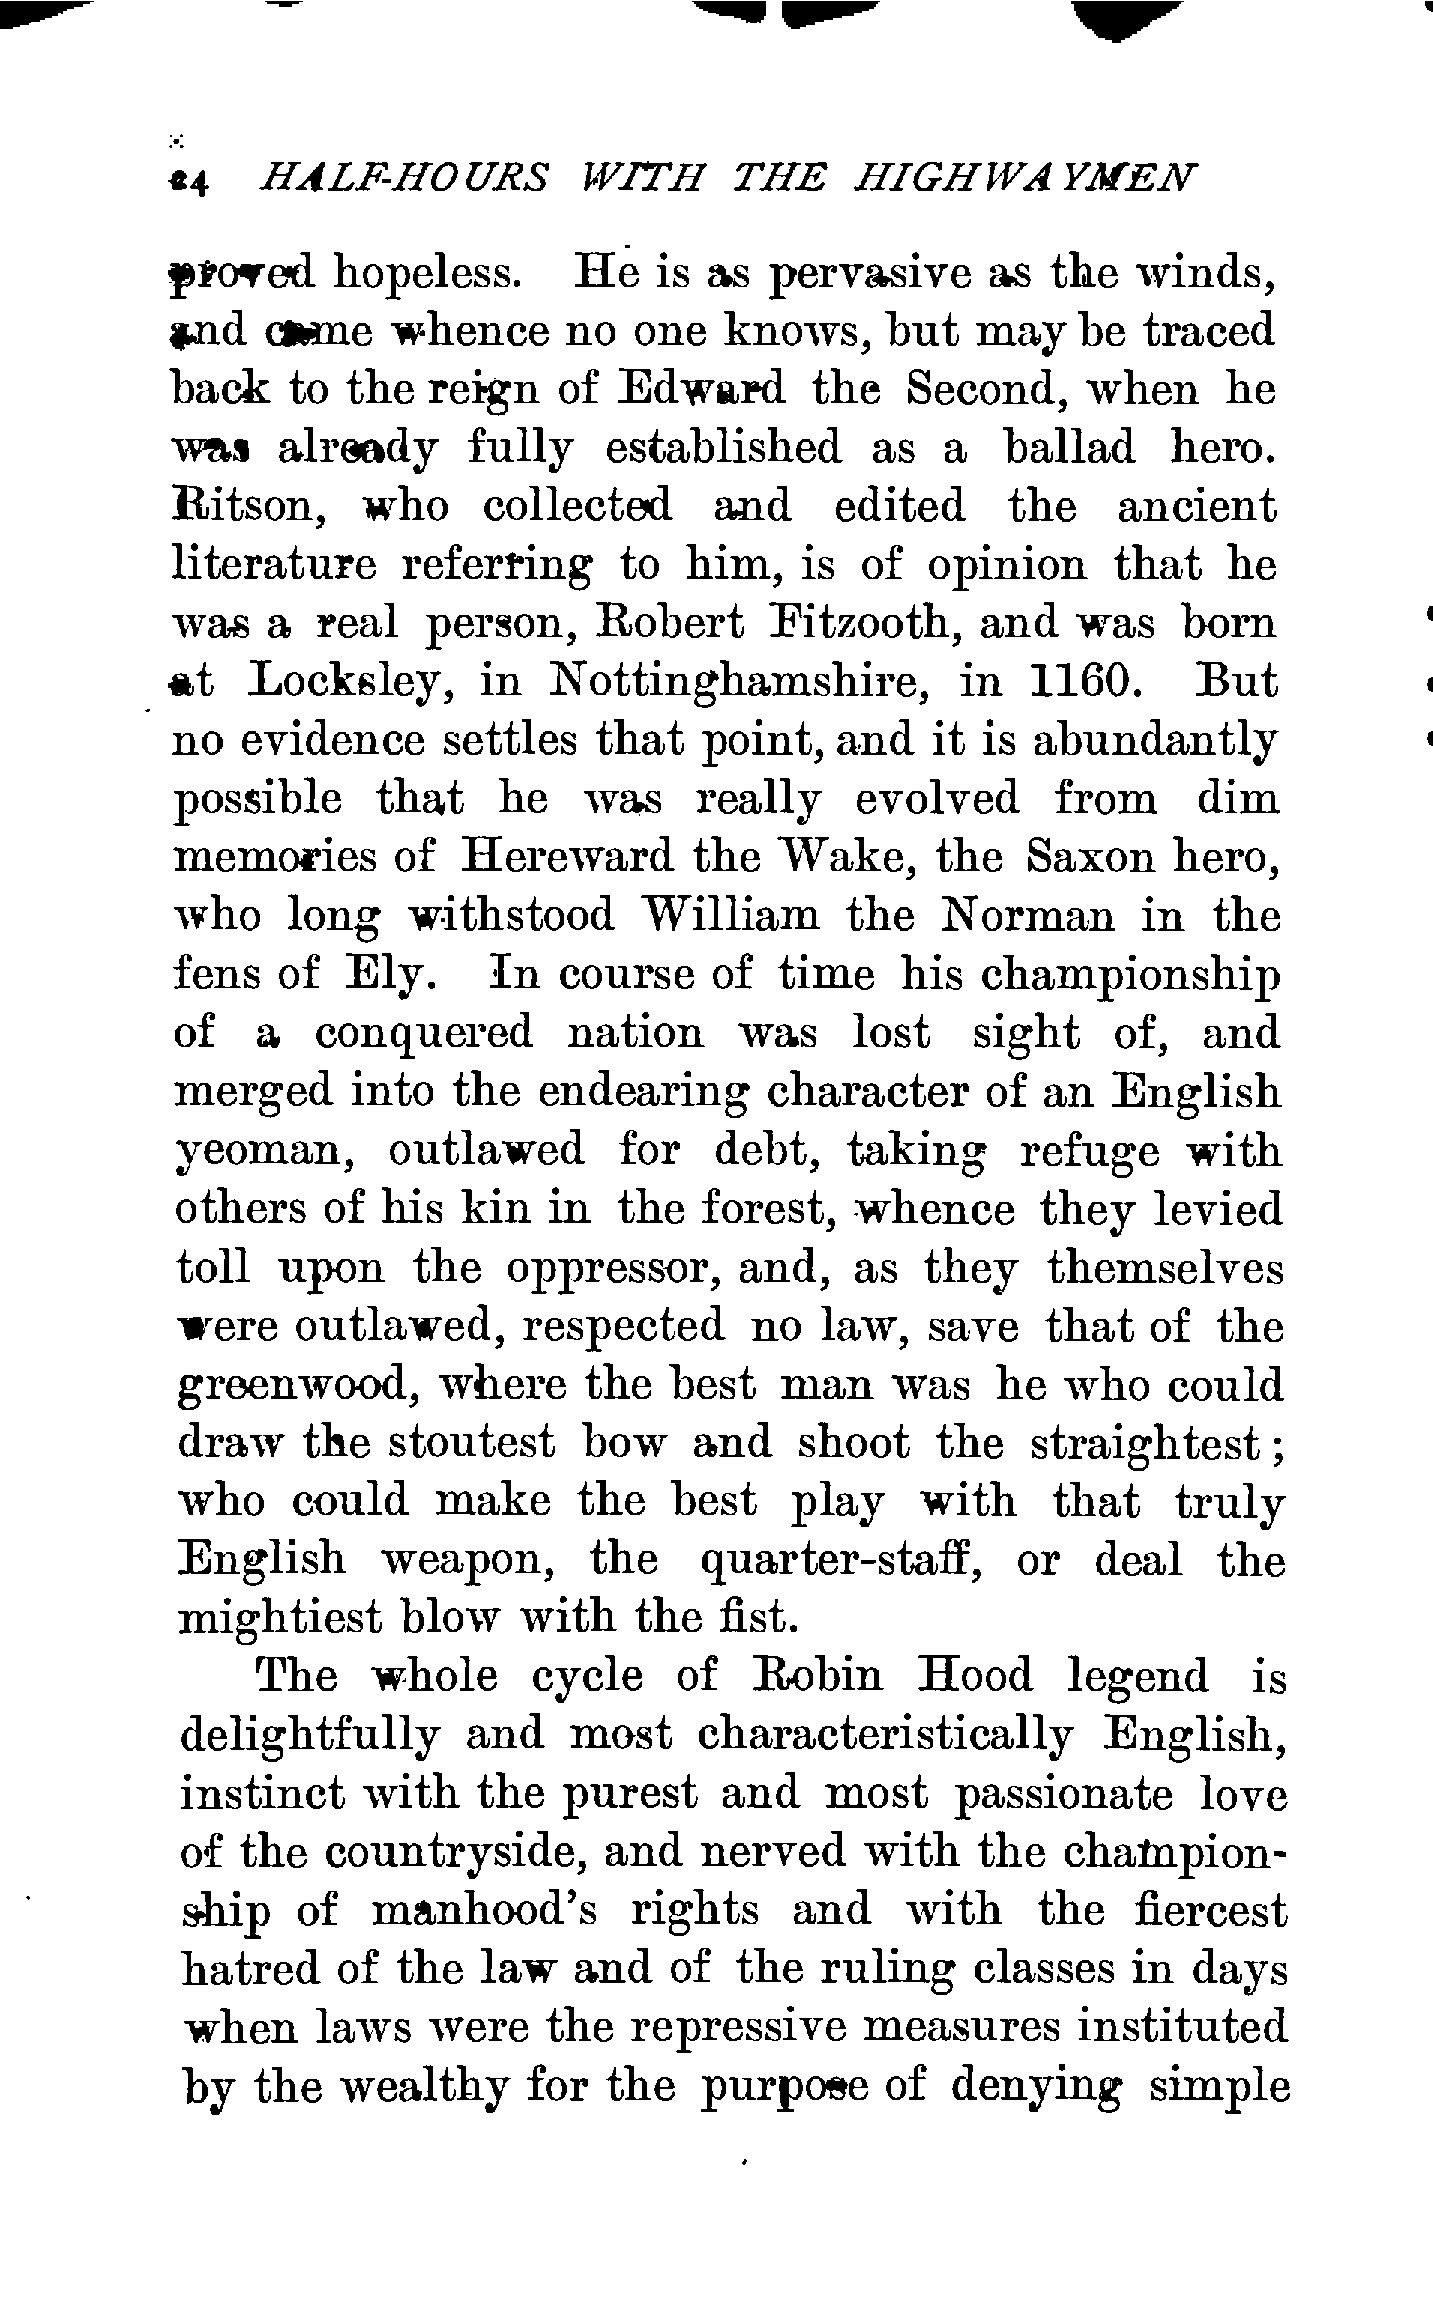 24 HALF-HOURS WITH THE HIGHWAYMEN
proved hopeless. He is as pervasive as the winds,
and came whence no one knows, but may be traced
back to the reign of Edward the Second, when he
was already fully established as a ballad hero.
Ritson, who collected and edited the ancient
literature referring to him, is of opinion that he
was a real person, Robert Fitzooth, and was born
at Locksley, in Nottinghamshire, in 1160. But
no evidence settles that point, and it is abundantly
possible that he was really evolved from dim
memories of Hereward the Wake, the Saxon hero,
who long withstood William the Norman in the
fens of Ely. In course of time his championship
of a conquered nation was lost sight of, and
merged into the endearing character of an English
yeoman, outlawed for debt, taking refuge with
others of his kin in the forest, whence they levied
toll upon the oppressor, and, as they themselves
were outlawed, respected no law, save that of the
greenwood, where the best man was he who could
draw the stoutest bow and shoot the straightest ;
who could make the best play with that truly
English weapon, the quarter-staff, or deal the
mightiest blow with the fist.
The whole cycle of Robin Hood legend is
delightfully and most characteristically English,
instinct with the purest and most passionate love
of the countryside, and nerved with the champion-
ship of manhood's rights and with the fiercest
hatred of the law and of the ruling classes in days
when laws were the repressive measures instituted
by the wealthy for the purpose of denying simple